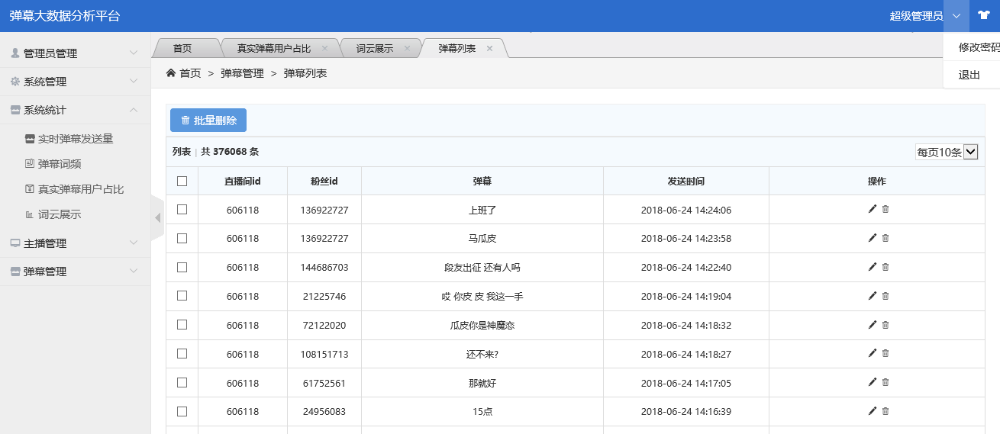 弹幕大数据分析平台
超级管理员
修改密码
退出
管理员管理
系统管理
系统统计
实时弹幕发送量
弹幕词频
真实弹幕用户占比
词云展示
主播管理
弹幕管理
首页 真实弹幕用户占比 × 词云展示 × 弹幕列表 ×
首页 > 弹幕管理 > 弹幕列表
批量删除
列表 | 共 376068 条 每页10条
直播间id 粉丝id 弹幕 发送时间 操作
606118 136922727 上班了 2018-06-24 14:24:06
606118 136922727 马瓜皮 2018-06-24 14:23:58
606118 144686703 段友出征 还有人吗 2018-06-24 14:22:40
606118 21225746 哎 你皮 皮 我这一手 2018-06-24 14:19:04
606118 72122020 瓜皮你是神魔恋 2018-06-24 14:18:32
606118 108151713 还不来? 2018-06-24 14:18:27
606118 61752561 那就好 2018-06-24 14:17:05
606118 24956083 15点 2018-06-24 14:16:39